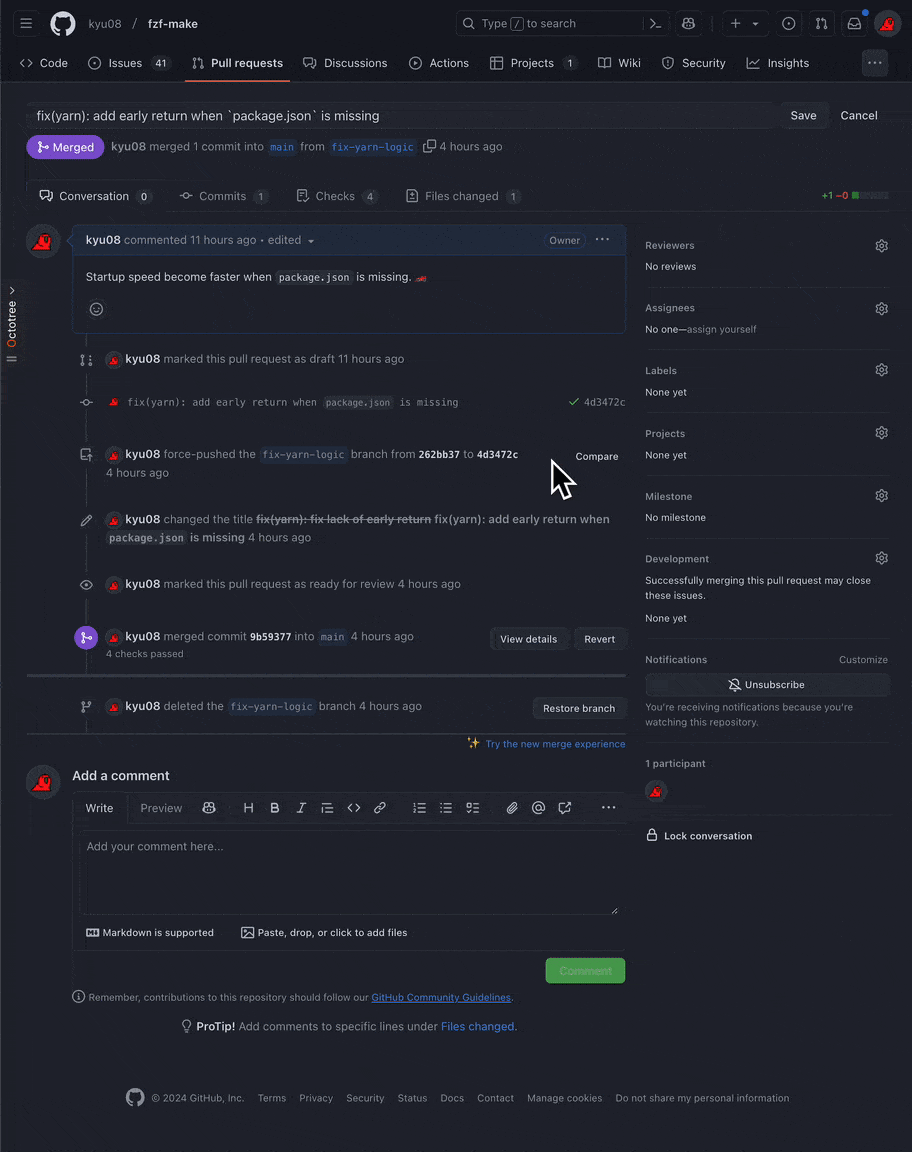 kyu08 / fzf-make
Type / to search
Code Issues 41 Pull requests Discussions Actions Projects 1 Wiki Security Insights
fix(yarn): add early return when `package.json` is missing Save Cancel
Merged kyu08 merged 1 commit into main from fix-yarn-logic 4 hours ago
Conversation 0 Commits 1 Checks 4 Files changed 1 +1 −0
kyu08 commented 11 hours ago • edited Owner
Startup speed become faster when package.json is missing.
Octotree
kyu08 marked this pull request as draft 11 hours ago
fix(yarn): add early return when package.json is missing 4d3472c
kyu08 force-pushed the fix-yarn-logic branch from 262bb37 to 4d3472c Compare
4 hours ago
kyu08 changed the title fix(yarn): fix lack of early return fix(yarn): add early return when
package.json is missing 4 hours ago
kyu08 marked this pull request as ready for review 4 hours ago
kyu08 merged commit 9b59377 into main 4 hours ago View details Revert
4 checks passed
kyu08 deleted the fix-yarn-logic branch 4 hours ago Restore branch
Try the new merge experience
Add a comment
Write Preview
Add your comment here...
Markdown is supported Paste, drop, or click to add files
Comment
Remember, contributions to this repository should follow our GitHub Community Guidelines.
ProTip! Add comments to specific lines under Files changed.
Reviewers
No reviews
Assignees
No one—assign yourself
Labels
None yet
Projects
None yet
Milestone
No milestone
Development
Successfully merging this pull request may close
these issues.
None yet
Notifications Customize
Unsubscribe
You're receiving notifications because you're
watching this repository.
1 participant
Lock conversation
© 2024 GitHub, Inc. Terms Privacy Security Status Docs Contact Manage cookies Do not share my personal information